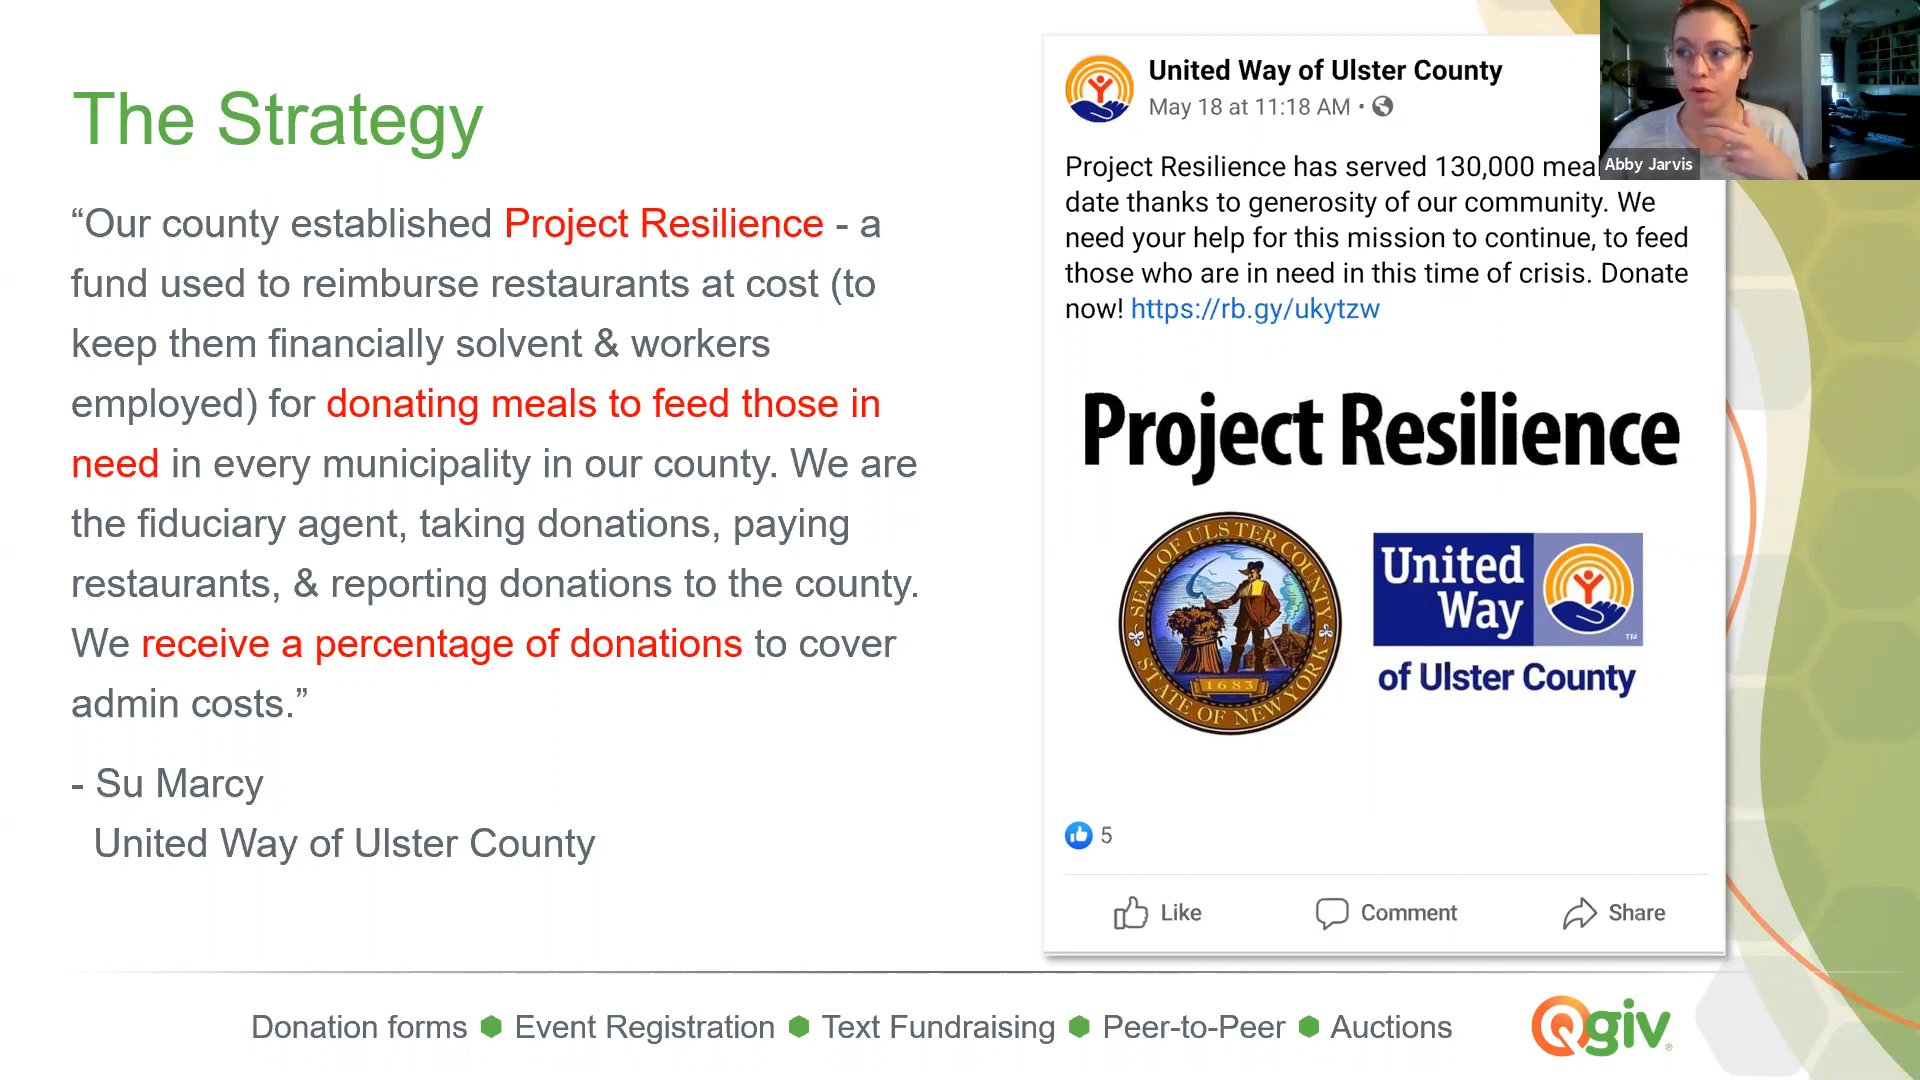 The Strategy
“Our county established Project Resilience - a
fund used to reimburse restaurants at cost (to
keep them financially solvent & workers
employed) for donating meals to feed those in
need in every municipality in our county. We are
the fiduciary agent, taking donations, paying
restaurants, & reporting donations to the county.
We receive a percentage of donations to cover
admin costs.”
- Su Marcy
United Way of Ulster County
United Way of Ulster County
May 18 at 11:18 AM •
Project Resilience has served 130,000
date thanks to generosity of our community. We
need your help for this mission to continue, to feed
those who are in need in this time of crisis. Donate
now! https://rb.gy/ukytzw
Project Resilience
SEAL OF ULSTER COUNTY
1683
STATE OF NEW YORK
United
Way
TM
of Ulster County
5
Like Comment Share
Abby Jarvis
Donation forms Event Registration Text Fundraising Peer-to-Peer Auctions
Qgiv®